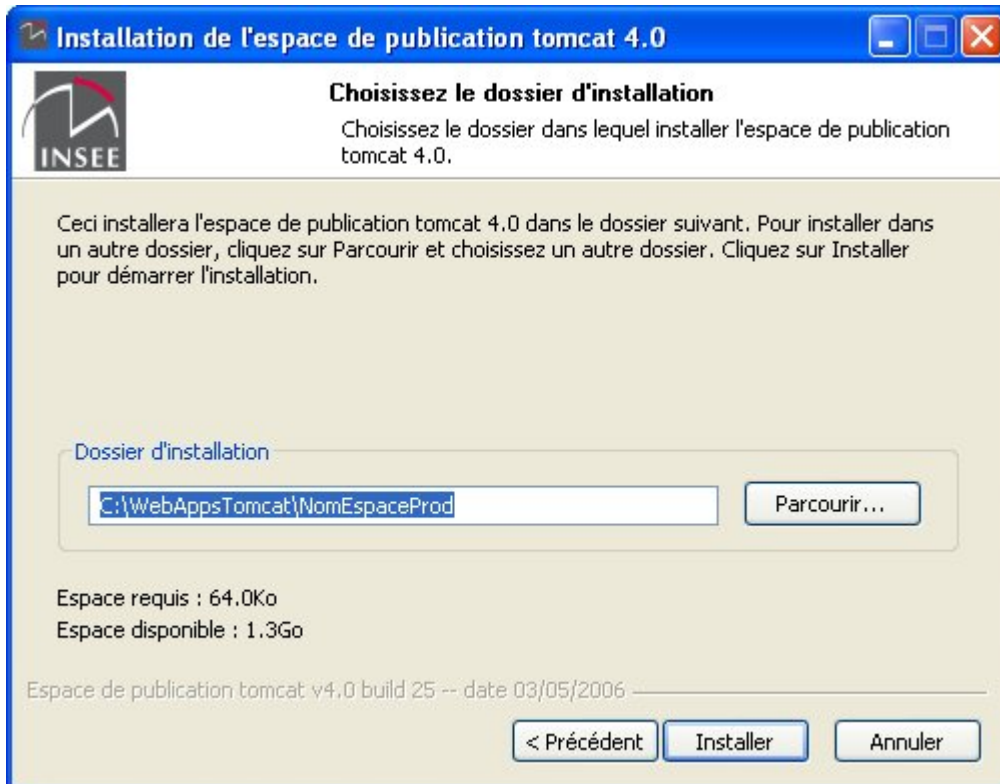 Installation de l'espace de publication tomcat 4.0
INSEE
Choisissez le dossier d'installation
Choisissez le dossier dans lequel installer l'espace de publication
tomcat 4.0.
Ceci installera l'espace de publication tomcat 4.0 dans le dossier suivant. Pour installer dans
un autre dossier, cliquez sur Parcourir et choisissez un autre dossier. Cliquez sur Installer
pour démarrer l'installation.
Dossier d'installation
C:\WebAppsTomcat\NomEspaceProd
Parcourir...
Espace requis : 64.0Ko
Espace disponible : 1.3Go
Espace de publication tomcat v4.0 build 25 -- date 03/05/2006
< Précédent
Installer
Annuler